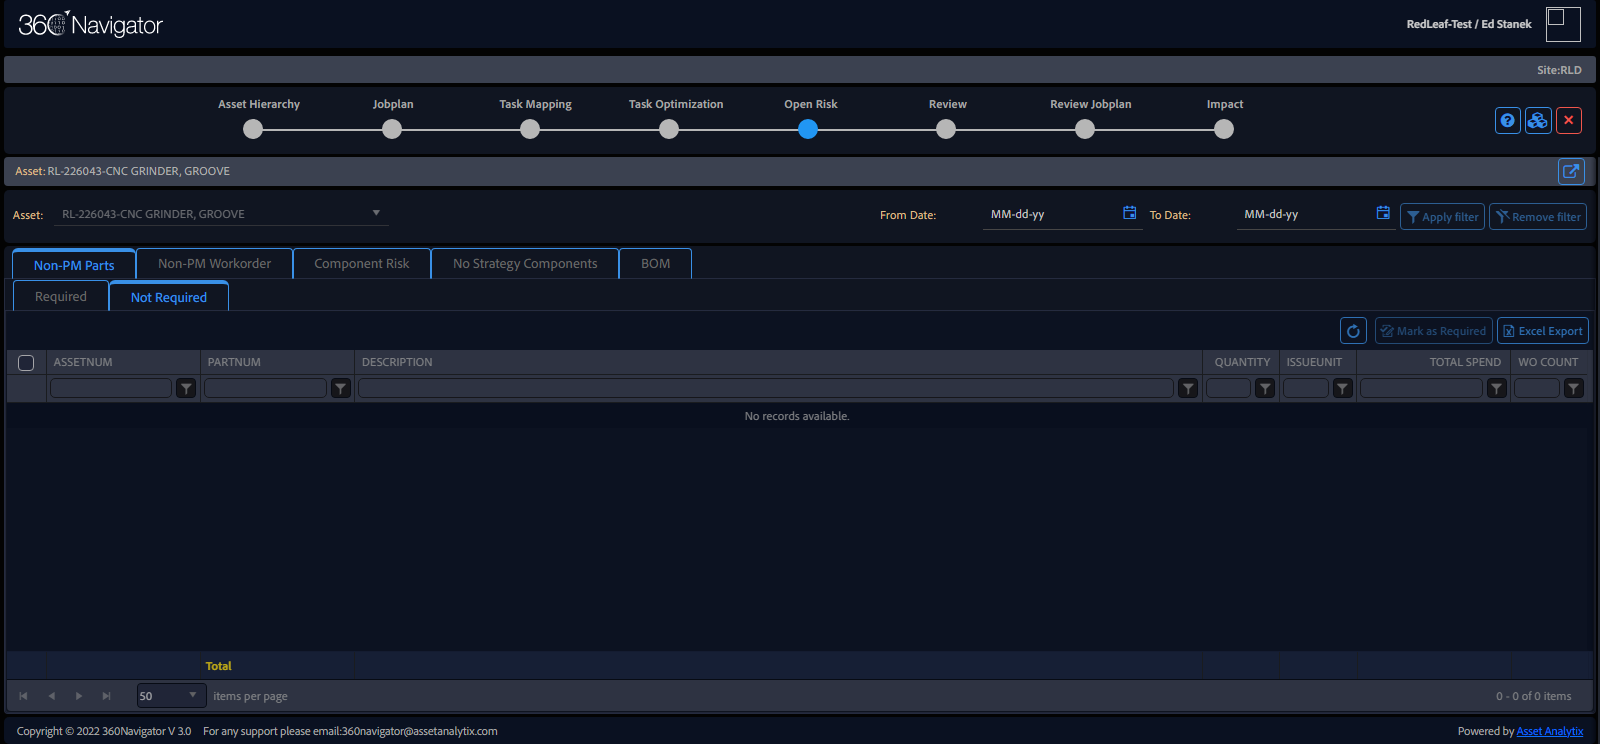 360 Navigator
RedLeaf-Test / Ed Stanek
Site:RLD
Asset Hierarchy Jobplan Task Mapping Task Optimization Open Risk Review Review Jobplan Impact
Asset: RL-226043-CNC GRINDER, GROOVE
Asset: RL-226043-CNC GRINDER, GROOVE From Date: MM-dd-yy To Date: MM-dd-yy Apply filter Remove filter
Non-PM Parts Non-PM Workorder Component Risk No Strategy Components BOM
Required Not Required
Mark as Required Excel Export
ASSETNUM PARTNUM DESCRIPTION QUANTITY ISSUEUNIT TOTAL SPEND WO COUNT
No records available.
Total
50 items per page 0 - 0 of 0 items
Copyright © 2022 360Navigator V 3.0 For any support please email:360navigator@assetanalytix.com Powered by Asset Analytix